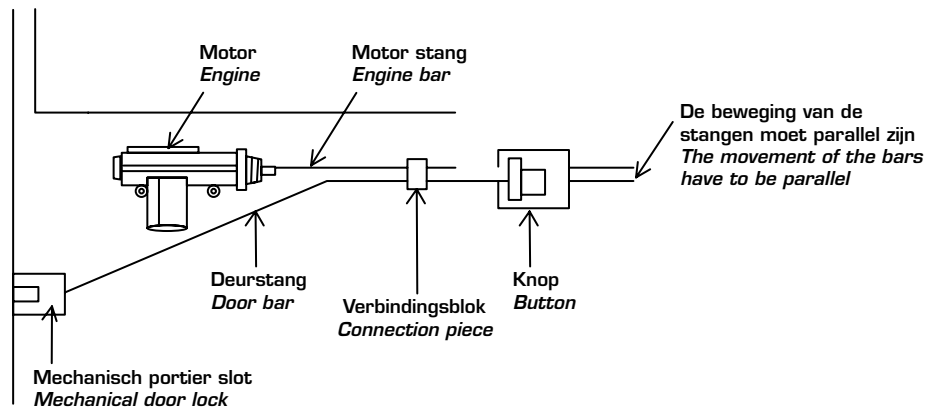 Motor
Engine
Motor stang
Engine bar
De beweging van de
stangen moet parallel zijn
The movement of the bars
have to be parallel
Deurstang
Door bar
Verbindingsblok
Connection piece
Knop
Button
Mechanisch portier slot
Mechanical door lock